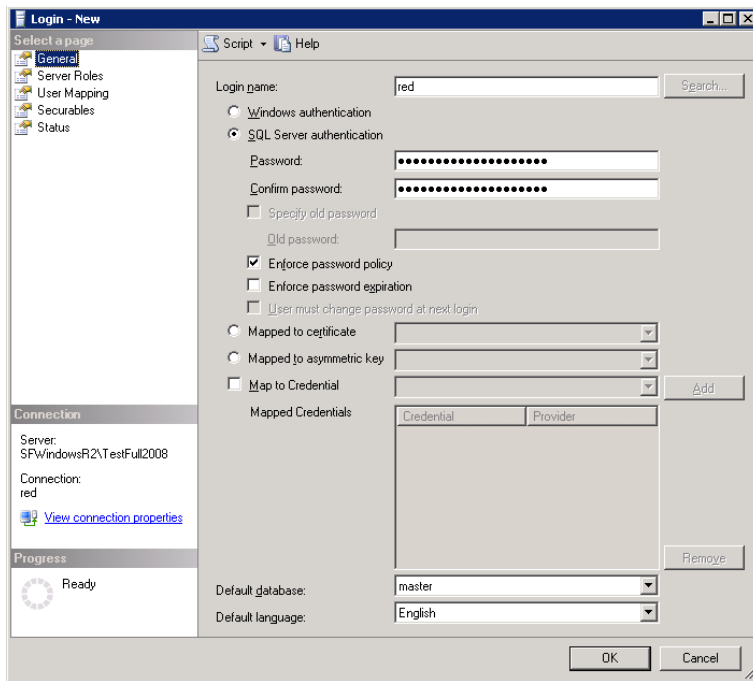 Login - New
Select a page
General
Server Roles
User Mapping
Securables
Status
Script
Help
Login name:
red
Search...
Windows authentication
SQL Server authentication
Password:
●●●●●●●●●●●●●●●●●●●●
Confirm password:
●●●●●●●●●●●●●●●●●●●●
Specify old password
Old password:
Enforce password policy
Enforce password expiration
User must change password at next login
Mapped to certificate
Mapped to asymmetric key
Map to Credential
Add
Mapped Credentials
Credential
Provider
Remove
Default database:
master
Default language:
English
Connection
Server:
SFWindowsR2\TestFull2008
Connection:
red
View connection properties
Progress
Ready
OK
Cancel